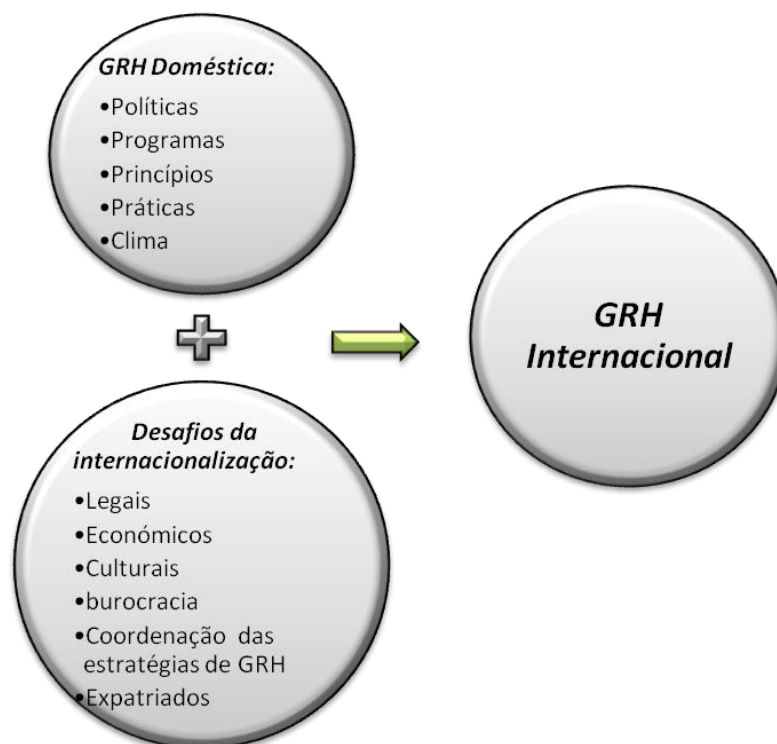 GRH Doméstica:
•Políticas
•Programas
•Princípios
•Práticas
•Clima
Desafios da
internacionalização:
•Legais
•Económicos
•Culturais
•burocracia
•Coordenação das
estratégias de GRH
•Expatriados
GRH
Internacional